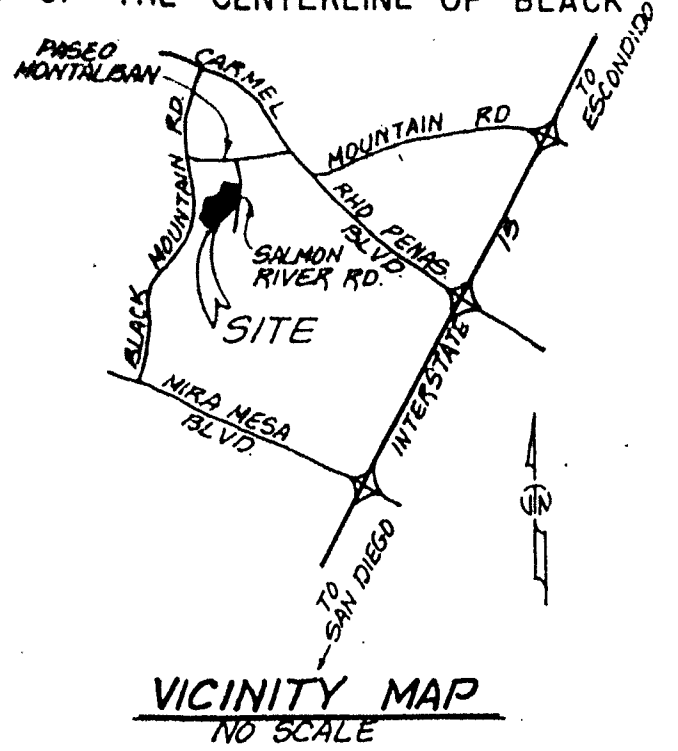 OF THE CENTERLINE OF BLACK
PASEO
MONTALBAN
CARMEL
MOUNTAIN RD
TO
ESCONDIDO
BLACK MOUNTAIN RD.
RHO PENAS.
BLVD.
15
SALMON
RIVER RD.
SITE
INTERSTATE
MIRA MESA
BLVD.
N
TO
SAN DIEGO
VICINITY MAP
NO SCALE